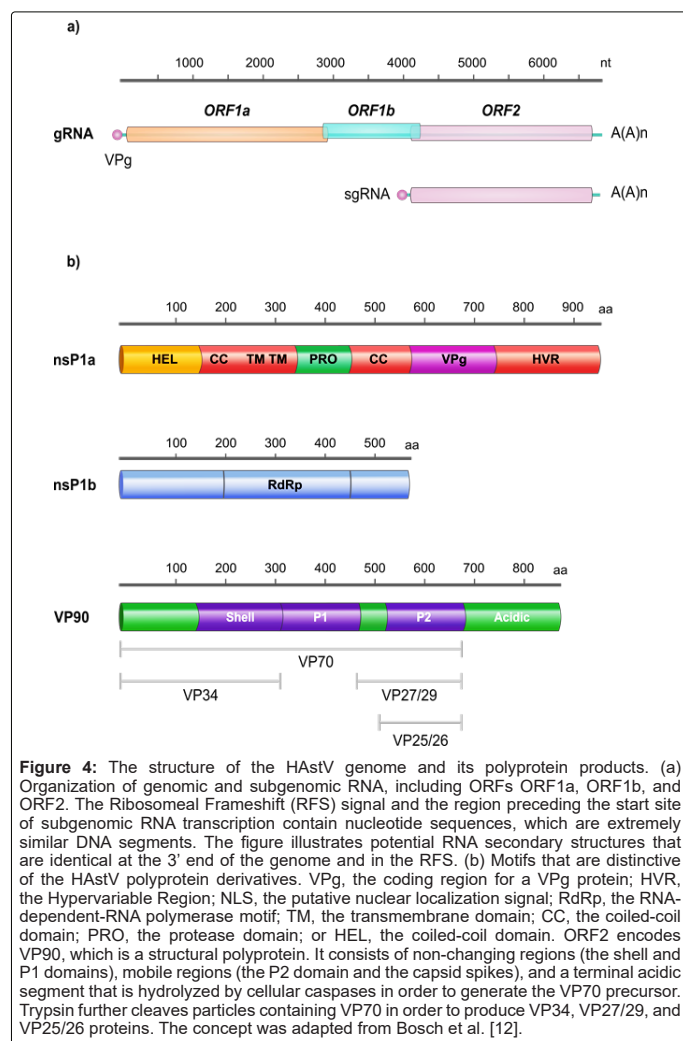 a)
1000 2000 3000 4000 5000 6000 nt
ORF1a ORF1b ORF2
gRNA A(A)n
VPg
sgRNA A(A)n
b)
100 200 300 400 500 600 700 800 900 aa
nsP1a HEL CC TM TM PRO CC VPg HVR
100 200 300 400 500 aa
nsP1b RdRp
100 200 300 400 500 600 700 800 aa
VP90 Shell P1 P2 Acidic
VP70
VP34 VP27/29
VP25/26
Figure 4: The structure of the HAstV genome and its polyprotein products. (a)
Organization of genomic and subgenomic RNA, including ORFs ORF1a, ORF1b, and
ORF2. The Ribosomeal Frameshift (RFS) signal and the region preceding the start site
of subgenomic RNA transcription contain nucleotide sequences, which are extremely
similar DNA segments. The figure illustrates potential RNA secondary structures that
are identical at the 3' end of the genome and in the RFS. (b) Motifs that are distinctive
of the HAstV polyprotein derivatives. VPg, the coding region for a VPg protein; HVR,
the Hypervariable Region; NLS, the putative nuclear localization signal; RdRp, the RNA-
dependent-RNA polymerase motif; TM, the transmembrane domain; CC, the coiled-coil
domain; PRO, the protease domain; or HEL, the coiled-coil domain. ORF2 encodes
VP90, which is a structural polyprotein. It consists of non-changing regions (the shell and
P1 domains), mobile regions (the P2 domain and the capsid spikes), and a terminal acidic
segment that is hydrolyzed by cellular caspases in order to generate the VP70 precursor.
Trypsin further cleaves particles containing VP70 in order to produce VP34, VP27/29, and
VP25/26 proteins. The concept was adapted from Bosch et al. [12].